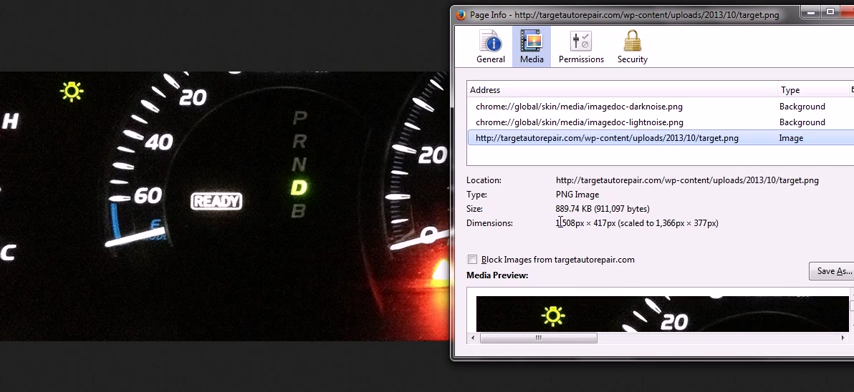 Page Info - http://targetautorepair.com/wp-content/uploads/2013/10/target.png
General Media Permissions Security
Address Type
chrome://global/skin/media/imagedoc-darknoise.png Background
chrome://global/skin/media/imagedoc-lightnoise.png Background
http://targetautorepair.com/wp-content/uploads/2013/10/target.png Image
Location: http://targetautorepair.com/wp-content/uploads/2013/10/target.png
Type: PNG Image
Size: 889.74 KB (911,097 bytes)
Dimensions: 1,508px × 417px (scaled to 1,366px × 377px)
Block Images from targetautorepair.com
Save As...
Media Preview:
20
H
20
40
60
P
R
N
D
B
READY
20
0
C